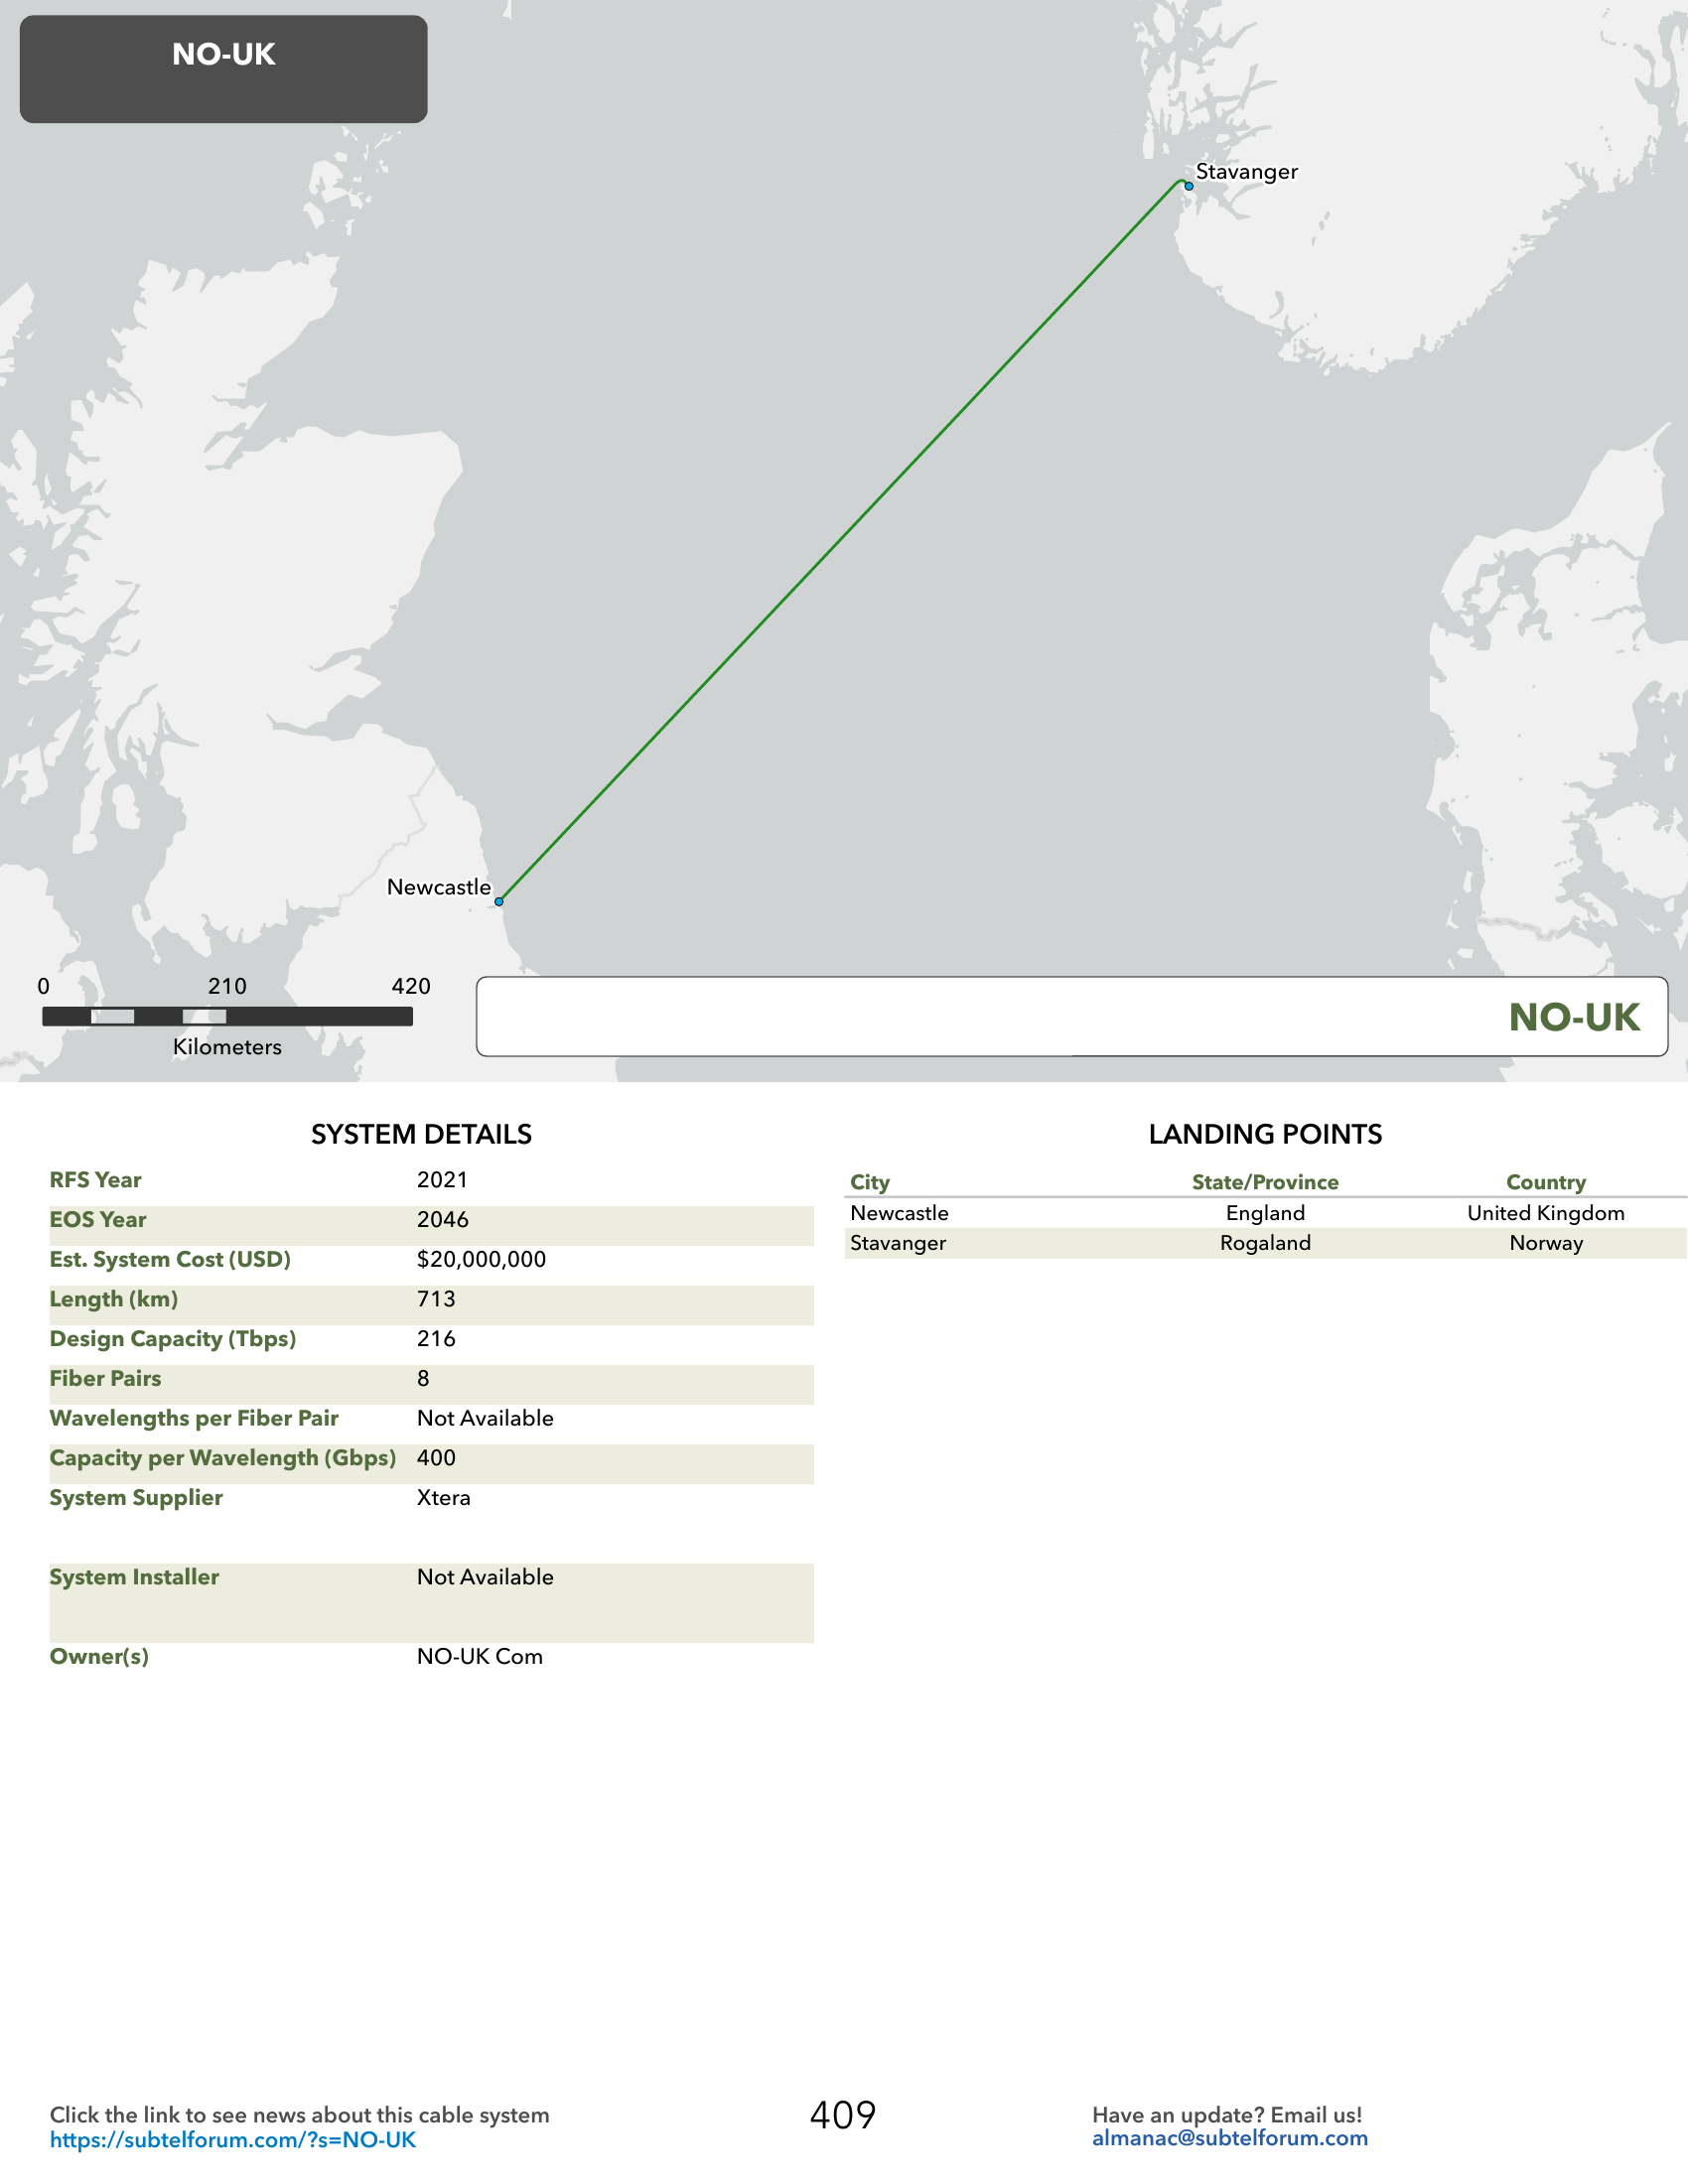 NO-UK
Stavanger
Newcastle
0 210 420
Kilometers
NO-UK
SYSTEM DETAILS
RFS Year 2021
EOS Year 2046
Est. System Cost (USD) $20,000,000
Length (km) 713
Design Capacity (Tbps) 216
Fiber Pairs 8
Wavelengths per Fiber Pair Not Available
Capacity per Wavelength (Gbps) 400
System Supplier Xtera
System Installer Not Available
Owner(s) NO-UK Com
LANDING POINTS
City State/Province Country
Newcastle England United Kingdom
Stavanger Rogaland Norway
Click the link to see news about this cable system
https://subtelforum.com/?s=NO-UK
409
Have an update? Email us!
almanac@subtelforum.com